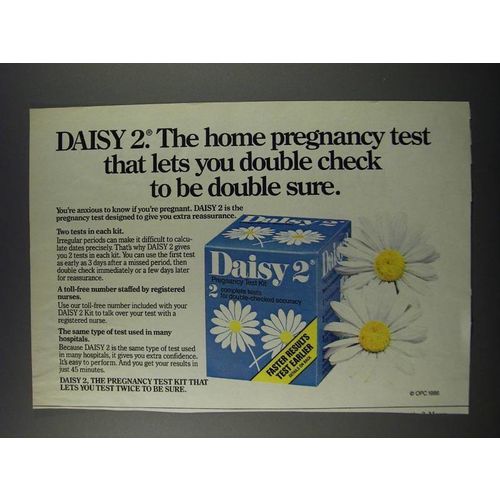 DAISY 2.® The home pregnancy test
that lets you double check
to be double sure.
You're anxious to know if you're pregnant. DAISY 2 is the
pregnancy test designed to give you extra reassurance.
Two tests in each kit.
Irregular periods can make it difficult to calcu-
late dates precisely. That's why DAISY 2 gives
you 2 tests in each kit. You can use the first test
as early as 3 days after a missed period, then
double check immediately or a few days later
for reassurance.
A toll-free number staffed by registered
nurses.
Use our toll-free number included with your
DAISY 2 Kit to talk over your test with a
registered nurse.
The same type of test used in many
hospitals.
Because DAISY 2 is the same type of test used
in many hospitals, it gives you extra confidence.
It's easy to perform. And you get your results in
just 45 minutes.
DAISY 2, THE PREGNANCY TEST KIT THAT
LETS YOU TEST TWICE TO BE SURE.
Daisy 2
Daisy 2®
Pregnancy Test Kit
2 complete tests
for double-checked accuracy
FASTER RESULTS
TEST EARLIER
© OPC 1986